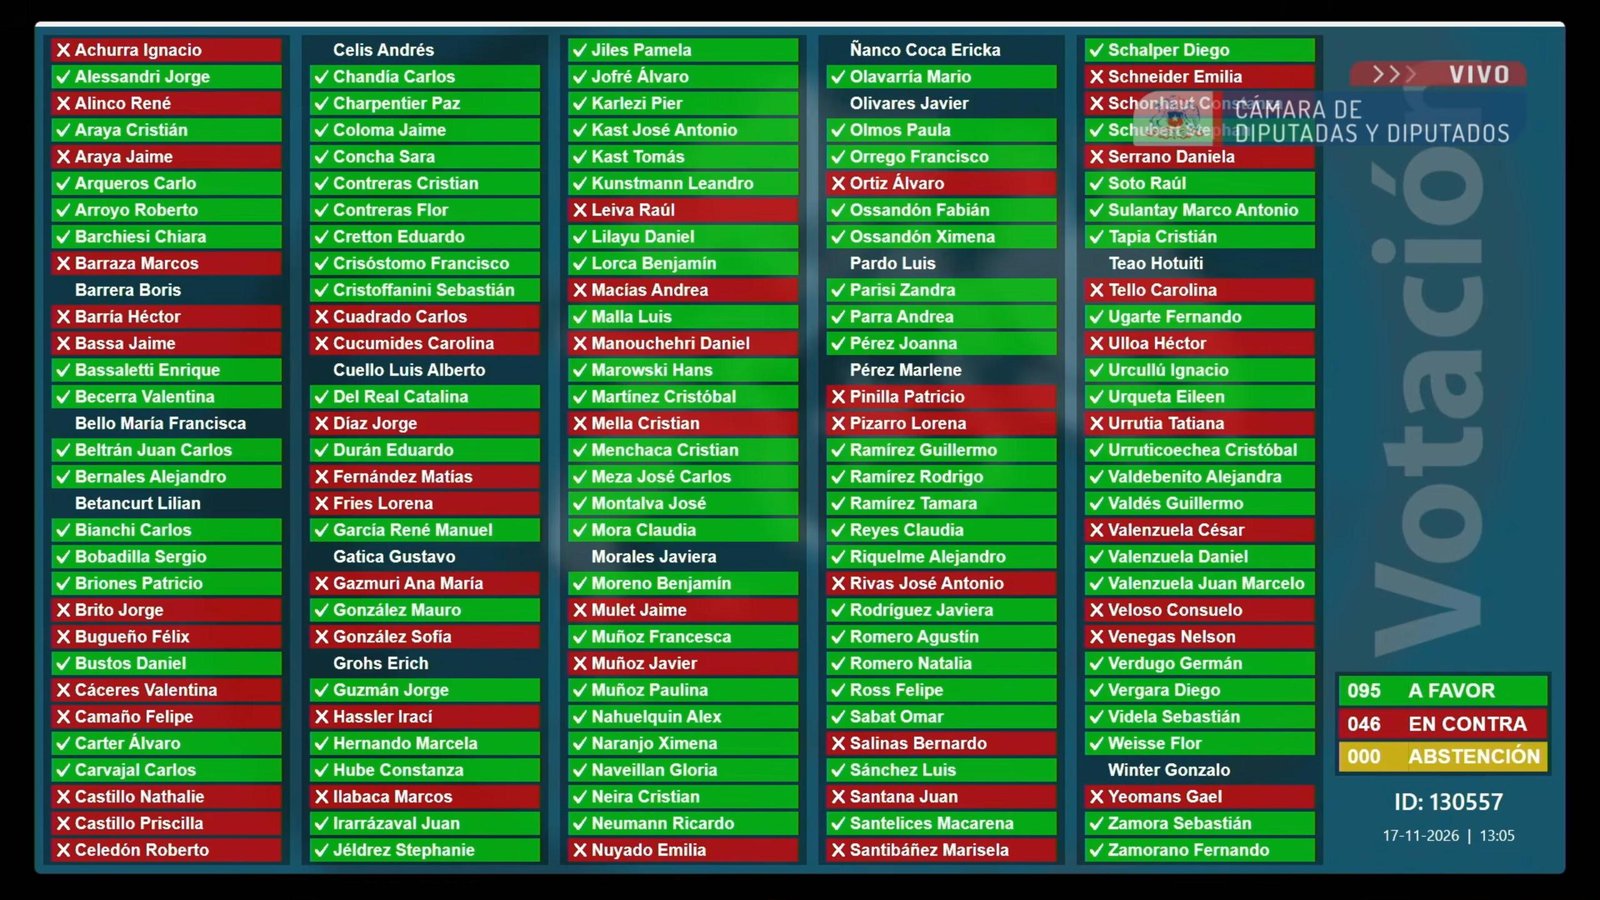 X Achurra Ignacio
✓ Alessandri Jorge
X Alinco René
✓ Araya Cristián
X Araya Jaime
✓ Arqueros Carlo
✓ Arroyo Roberto
✓ Barchiesi Chiara
X Barraza Marcos
Barrera Boris
X Barría Héctor
X Bassa Jaime
✓ Bassaletti Enrique
✓ Becerra Valentina
Bello María Francisca
✓ Beltrán Juan Carlos
✓ Bernales Alejandro
Betancurt Lilian
✓ Bianchi Carlos
✓ Bobadilla Sergio
✓ Briones Patricio
X Brito Jorge
X Bugueño Félix
✓ Bustos Daniel
X Cáceres Valentina
X Camaño Felipe
✓ Carter Álvaro
✓ Carvajal Carlos
X Castillo Nathalie
X Castillo Priscilla
X Celedón Roberto
Celis Andrés
✓ Chandía Carlos
✓ Charpentier Paz
✓ Coloma Jaime
✓ Concha Sara
✓ Contreras Cristian
✓ Contreras Flor
✓ Cretton Eduardo
✓ Crisóstomo Francisco
✓ Cristoffanini Sebastián
X Cuadrado Carlos
X Cucumides Carolina
Cuello Luis Alberto
✓ Del Real Catalina
X Díaz Jorge
✓ Durán Eduardo
X Fernández Matías
X Fries Lorena
✓ García René Manuel
Gatica Gustavo
X Gazmuri Ana María
✓ González Mauro
X González Sofía
Grohs Erich
✓ Guzmán Jorge
X Hassler Irací
✓ Hernando Marcela
✓ Hube Constanza
X Ilabaca Marcos
✓ Irarrázaval Juan
✓ Jéldrez Stephanie
✓ Jiles Pamela
✓ Jofré Álvaro
✓ Karlezi Pier
✓ Kast José Antonio
✓ Kast Tomás
✓ Kunstmann Leandro
X Leiva Raúl
✓ Lilayu Daniel
✓ Lorca Benjamín
X Macías Andrea
✓ Malla Luis
X Manouchehri Daniel
✓ Marowski Hans
✓ Martínez Cristóbal
X Mella Cristian
✓ Menchaca Cristian
✓ Meza José Carlos
✓ Montalva José
✓ Mora Claudia
Morales Javiera
✓ Moreno Benjamín
X Mulet Jaime
✓ Muñoz Francesca
X Muñoz Javier
✓ Muñoz Paulina
✓ Nahuelquin Alex
✓ Naranjo Ximena
✓ Naveillan Gloria
✓ Neira Cristian
✓ Neumann Ricardo
X Nuyado Emilia
Ñanco Coca Ericka
✓ Olavarría Mario
Olivares Javier
✓ Olmos Paula
✓ Orrego Francisco
X Ortiz Álvaro
✓ Ossandón Fabián
✓ Ossandón Ximena
Pardo Luis
✓ Parisi Zandra
✓ Parra Andrea
✓ Pérez Joanna
Pérez Marlene
X Pinilla Patricio
X Pizarro Lorena
✓ Ramírez Guillermo
✓ Ramírez Rodrigo
✓ Ramírez Tamara
✓ Reyes Claudia
✓ Riquelme Alejandro
X Rivas José Antonio
✓ Rodríguez Javiera
✓ Romero Agustín
✓ Romero Natalia
✓ Ross Felipe
✓ Sabat Omar
X Salinas Bernardo
✓ Sánchez Luis
X Santana Juan
✓ Santelices Macarena
X Santibáñez Marisela
✓ Schalper Diego
X Schneider Emilia
X Schonhaut Constanza
✓ Schubert Stephan
X Serrano Daniela
✓ Soto Raúl
✓ Sulantay Marco Antonio
✓ Tapia Cristián
Teao Hotuiti
X Tello Carolina
✓ Ugarte Fernando
X Ulloa Héctor
✓ Urcullú Ignacio
✓ Urqueta Eileen
X Urrutia Tatiana
✓ Urruticoechea Cristóbal
✓ Valdebenito Alejandra
✓ Valdés Guillermo
X Valenzuela César
✓ Valenzuela Daniel
✓ Valenzuela Juan Marcelo
X Veloso Consuelo
X Venegas Nelson
✓ Verdugo Germán
✓ Vergara Diego
✓ Videla Sebastián
✓ Weisse Flor
Winter Gonzalo
X Yeomans Gael
✓ Zamora Sebastián
✓ Zamorano Fernando
>>> VIVO
CÁMARA DE
DIPUTADAS Y DIPUTADOS
Votación
095 A FAVOR
046 EN CONTRA
000 ABSTENCIÓN
ID: 130557
17-11-2026 | 13:05